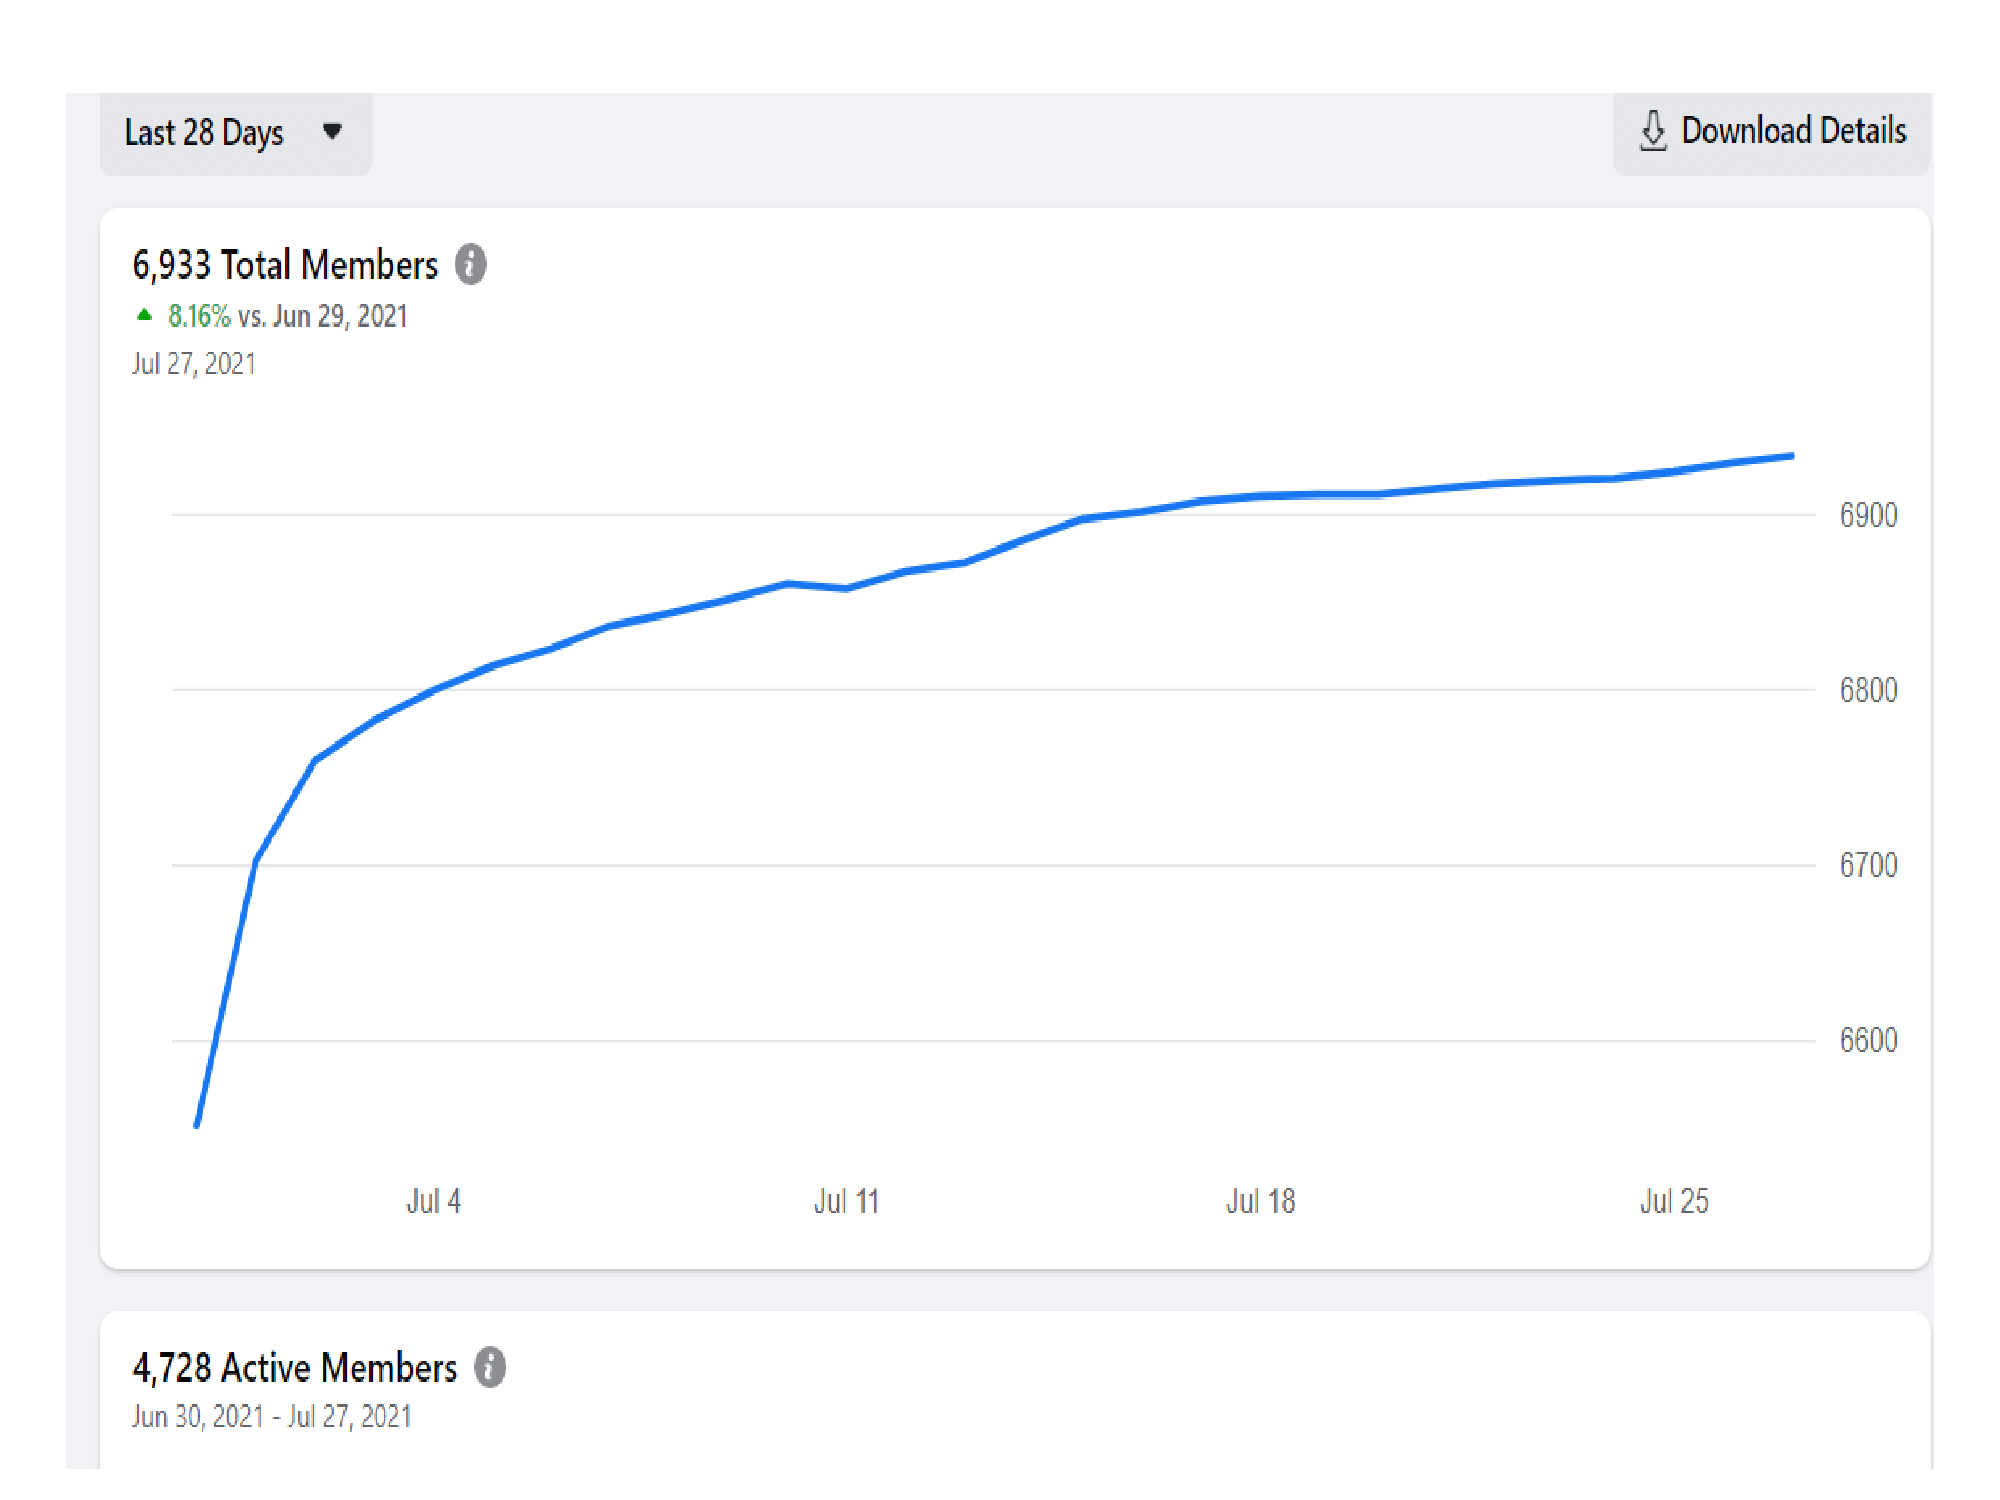 Last 28 Days
Download Details
6,933 Total Members
8.16% vs. Jun 29, 2021
Jul 27, 2021
6900
6800
6700
6600
Jul 4 Jul 11 Jul 18 Jul 25
4,728 Active Members
Jun 30, 2021 - Jul 27, 2021